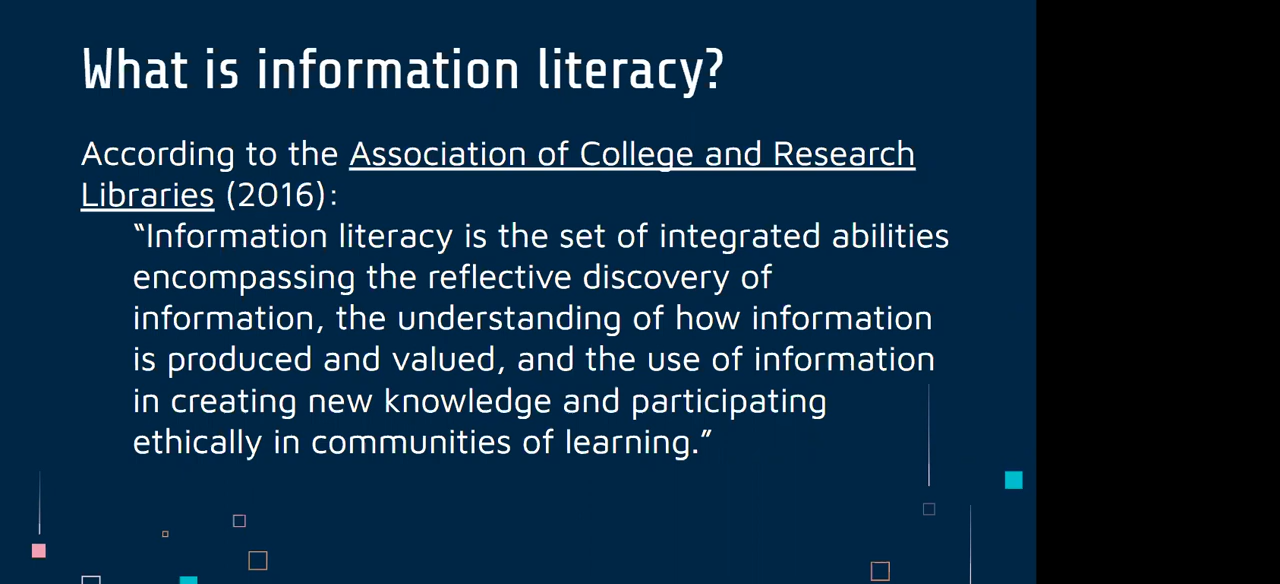 What is information literacy?
According to the Association of College and Research
Libraries (2016):
“Information literacy is the set of integrated abilities
encompassing the reflective discovery of
information, the understanding of how information
is produced and valued, and the use of information
in creating new knowledge and participating
ethically in communities of learning.”